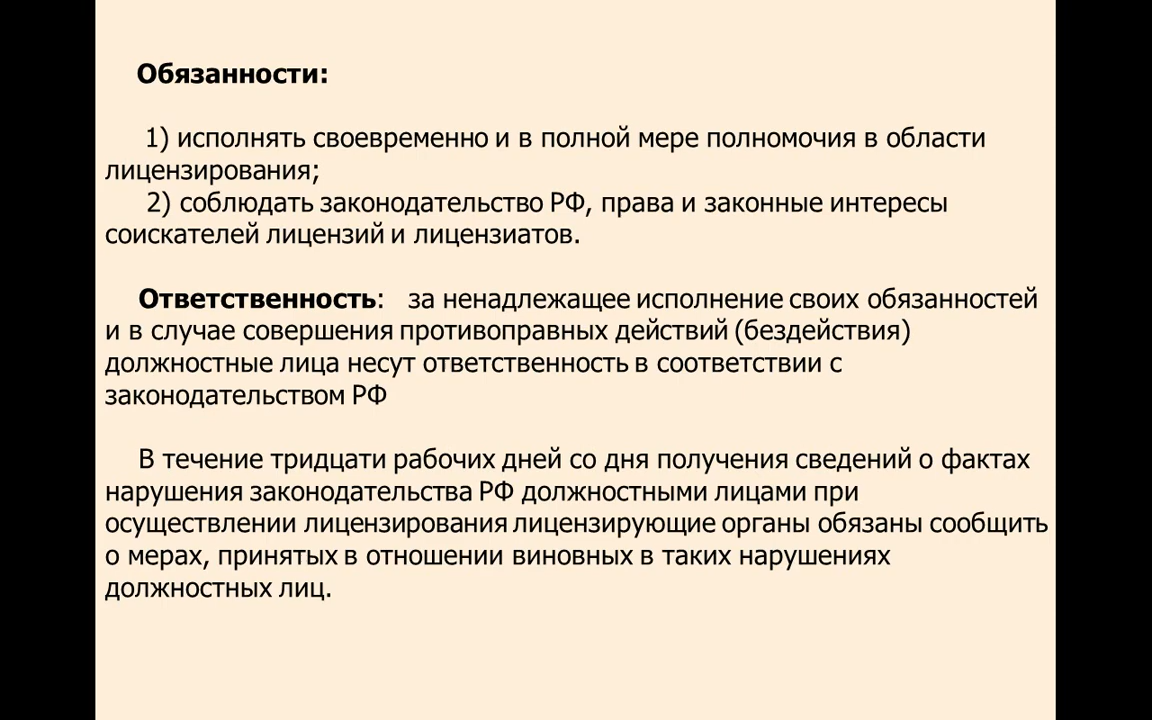 Обязанности:
1) исполнять своевременно и в полной мере полномочия в области
лицензирования;
2) соблюдать законодательство РФ, права и законные интересы
соискателей лицензий и лицензиатов.
Ответственность: за ненадлежащее исполнение своих обязанностей
и в случае совершения противоправных действий (бездействия)
должностные лица несут ответственность в соответствии с
законодательством РФ
В течение тридцати рабочих дней со дня получения сведений о фактах
нарушения законодательства РФ должностными лицами при
осуществлении лицензирования лицензирующие органы обязаны сообщить
о мерах, принятых в отношении виновных в таких нарушениях
должностных лиц.